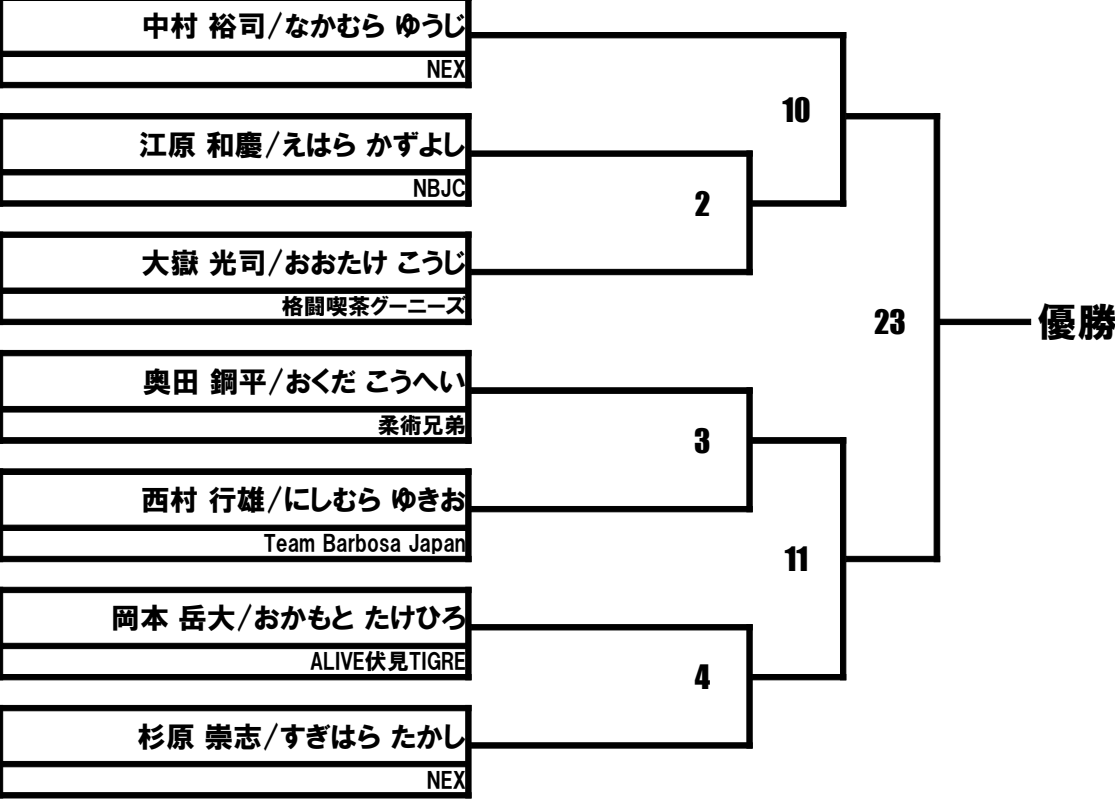 中村 裕司/なかむら ゆうじ
NEX
10
江原 和慶/えはら かずよし
NBJC
2
大嶽 光司/おおたけ こうじ
格闘喫茶グーニーズ
23
優勝
奥田 鋼平/おくだ こうへい
柔術兄弟
3
西村 行雄/にしむら ゆきお
Team Barbosa Japan
11
岡本 岳大/おかもと たけひろ
ALIVE伏見TIGRE
4
杉原 崇志/すぎはら たかし
NEX